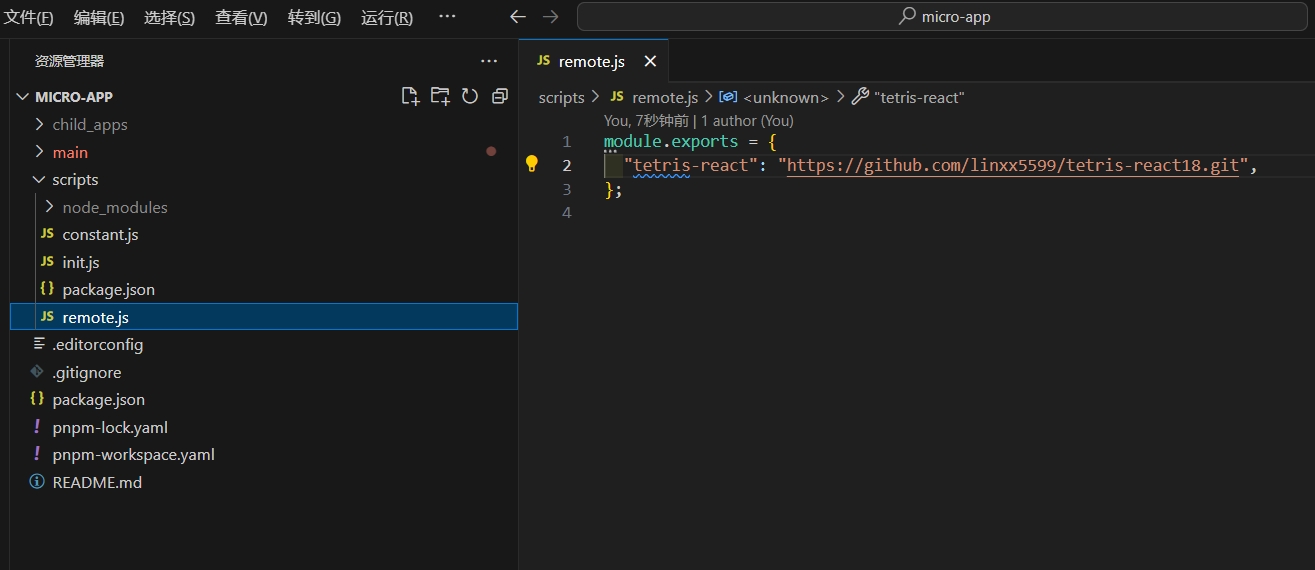 文件(F) 编辑(E) 选择(S) 查看(V) 转到(G) 运行(R) ··· micro-app
资源管理器 ···
MICRO-APP
child_apps
main
scripts
node_modules
JS constant.js
JS init.js
{} package.json
JS remote.js
.editorconfig
.gitignore
{} package.json
! pnpm-lock.yaml
! pnpm-workspace.yaml
README.md
JS remote.js
scripts > JS remote.js > <unknown> > "tetris-react"
You, 7秒钟前 | 1 author (You)
1 module.exports = {
2 "tetris-react": "https://github.com/linxx5599/tetris-react18.git",
3 };
4